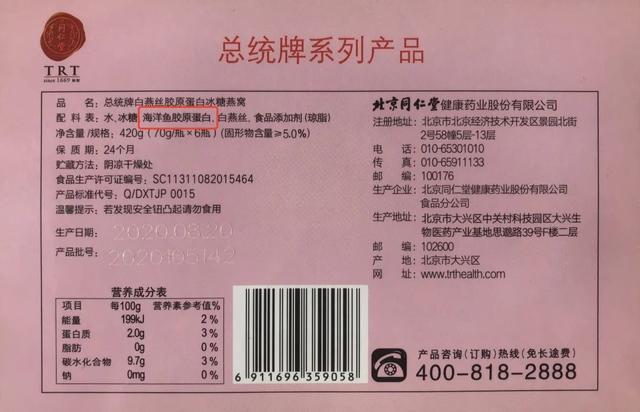 同仁堂
TRT
since 1669
总统牌系列产品
品　　名：总统牌白燕丝胶原蛋白冰糖燕窝
配 料 表：水、冰糖、海洋鱼胶原蛋白、白燕丝、食品添加剂（琼脂）
净含量/规格：420g（70g/瓶×6瓶）（固形物含量≥5.0%）
保 质 期：24个月
贮藏方法：阴凉干燥处
食品生产许可证编号：SC11311082015464
产品标准代号：Q/DXTJP 0015
温馨提示：若发现安全钮凸起请勿食用
生产日期：2020.08.20
产品批号：2020105142
北京同仁堂健康药业股份有限公司
注册地址：北京市北京经济技术开发区景园北街
2号58幢5层-13层
电　　话：010-65301010
传　　真：010-65911133
邮　　编：100176
生产企业：北京同仁堂健康药业股份有限公司
食品分公司
生产地址：北京市大兴区中关村科技园区大兴生
物医药产业基地思邈路39号F楼二层
邮　　编：102600
产　　地：北京市大兴区
网　　址：www.trthealth.com
营养成分表
项目 每100g 营养素参考值%
能量 199kJ 2%
蛋白质 2.0g 3%
脂肪 0g 0%
碳水化合物 9.7g 3%
钠 0mg 0%
6 911696 359058
产品咨询（订购）热线（免长途费）
400-818-2888